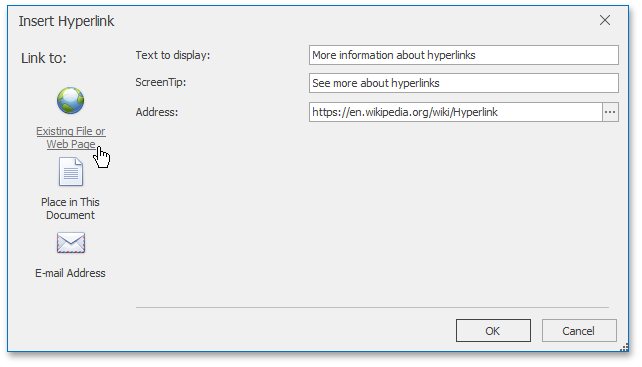 Insert Hyperlink
Link to:
Existing File or
Web Page
Place in This
Document
E-mail Address
Text to display:
More information about hyperlinks
ScreenTip:
See more about hyperlinks
Address:
https://en.wikipedia.org/wiki/Hyperlink
...
OK
Cancel